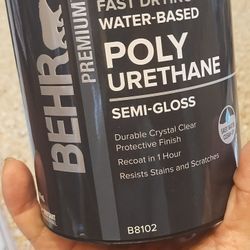 BEHR
PREMIUM
FAST DRYING
WATER-BASED
POLY
URETHANE
SEMI-GLOSS
Durable Crystal Clear
Protective Finish
Recoat in 1 Hour
Resists Stains and Scratches
B8102